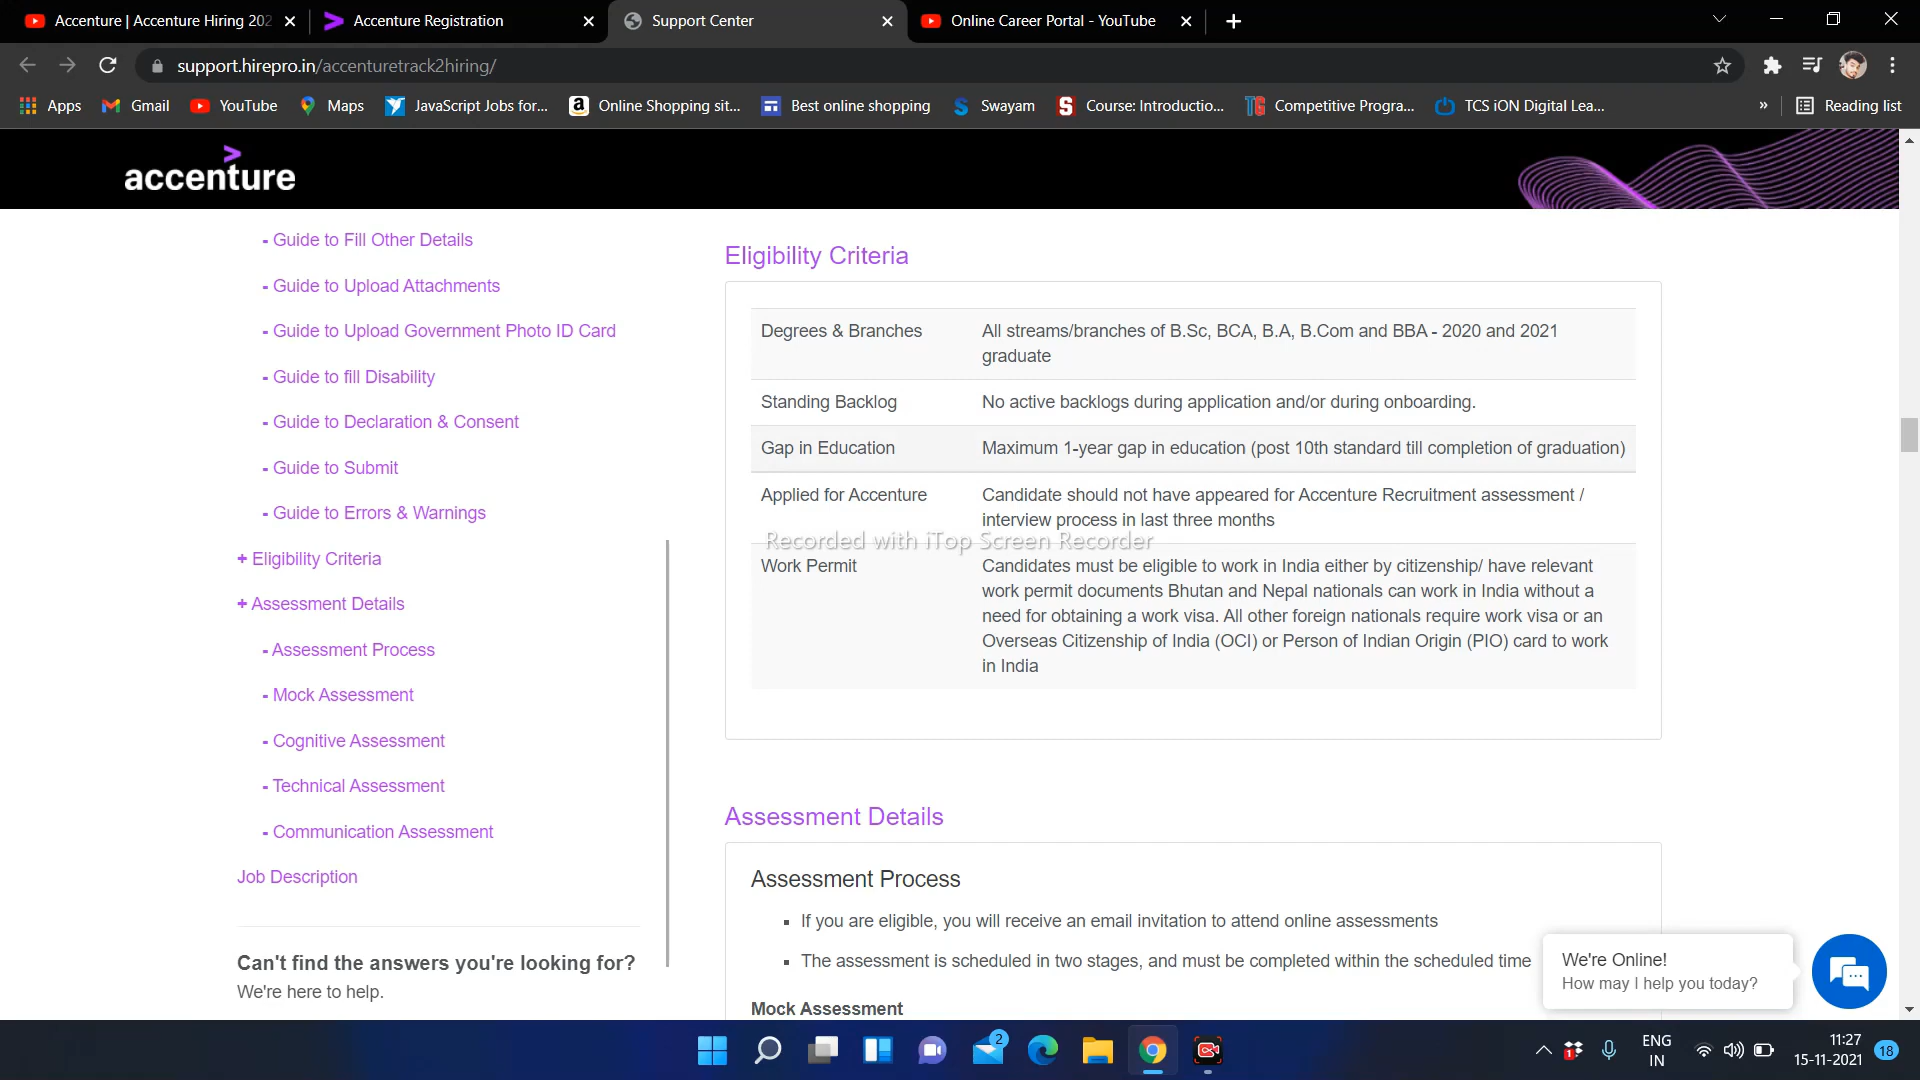 Accenture | Accenture Hiring 202
Accenture Registration
Support Center
Online Career Portal - YouTube
support.hirepro.in/accenturetrack2hiring/
Apps
Gmail
YouTube
Maps
JavaScript Jobs for...
Online Shopping sit...
Best online shopping
Swayam
Course: Introductio...
Competitive Progra...
TCS iON Digital Lea...
»
Reading list
accenture
- Guide to Fill Other Details
- Guide to Upload Attachments
- Guide to Upload Government Photo ID Card
- Guide to fill Disability
- Guide to Declaration & Consent
- Guide to Submit
- Guide to Errors & Warnings
+ Eligibility Criteria
+ Assessment Details
- Assessment Process
- Mock Assessment
- Cognitive Assessment
- Technical Assessment
- Communication Assessment
Job Description
Can't find the answers you're looking for?
We're here to help.
Eligibility Criteria
Degrees & Branches
All streams/branches of B.Sc, BCA, B.A, B.Com and BBA - 2020 and 2021
graduate
Standing Backlog
No active backlogs during application and/or during onboarding.
Gap in Education
Maximum 1-year gap in education (post 10th standard till completion of graduation)
Applied for Accenture
Candidate should not have appeared for Accenture Recruitment assessment /
interview process in last three months
Recorded with iTop Screen Recorder
Work Permit
Candidates must be eligible to work in India either by citizenship/ have relevant
work permit documents Bhutan and Nepal nationals can work in India without a
need for obtaining a work visa. All other foreign nationals require work visa or an
Overseas Citizenship of India (OCI) or Person of Indian Origin (PIO) card to work
in India
Assessment Details
Assessment Process
▪ If you are eligible, you will receive an email invitation to attend online assessments
▪ The assessment is scheduled in two stages, and must be completed within the scheduled time
Mock Assessment
We're Online!
How may I help you today?
2
1
ENG
IN
11:27
15-11-2021
18